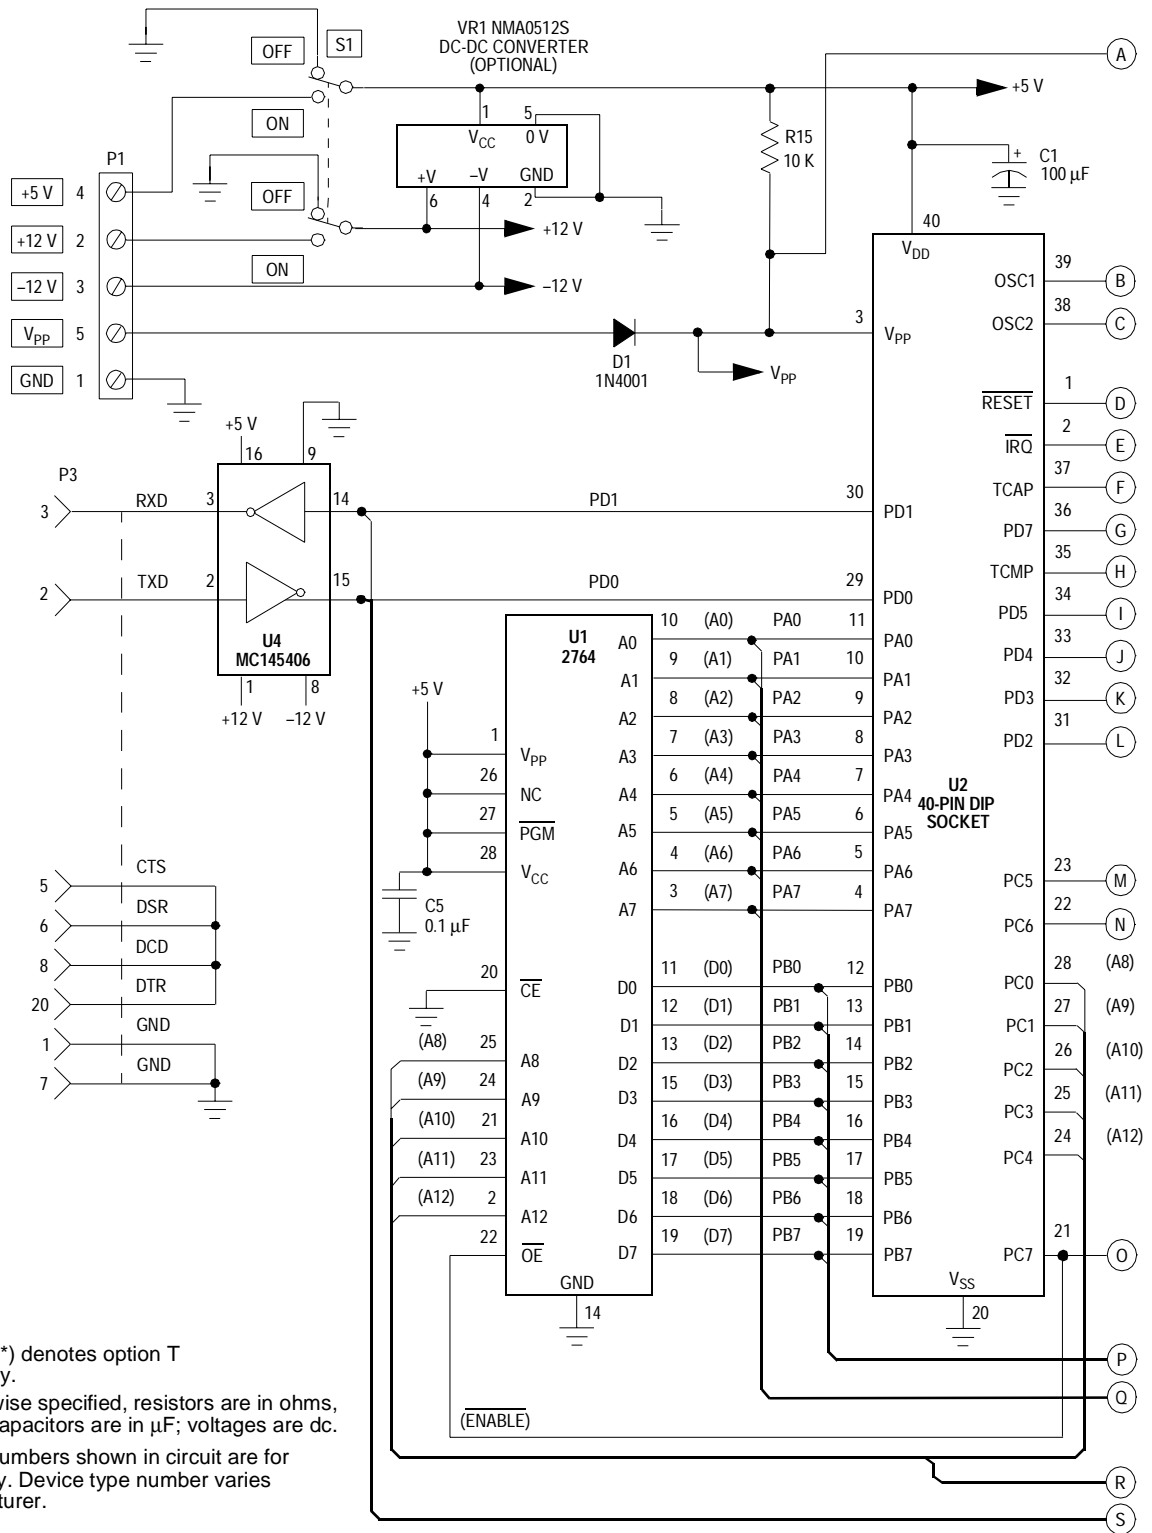 VR1 NMA0512S
DC-DC CONVERTER
(OPTIONAL)
OFF S1
A
+5 V
1 5
VCC 0 V
R15
10 K
C1
100 µF
+
ON
P1
+V –V GND
6 4 2
+5 V 4
OFF
+12 V
40
VDD
+12 V 2
ON
39
OSC1 B
–12 V 3
–12 V
38
OSC2 C
VPP 5
D1
1N4001
VPP
3
VPP
GND 1
1
RESET D
+5 V
16 9
2
IRQ E
P3
37
TCAP F
3 RXD 3 14 PD1 30 PD1
36
PD7 G
35
TCMP H
2 TXD 2 15 PD0 29 PD0
34
PD5 I
U4
MC145406
1 8
+12 V –12 V
33
PD4 J
32
PD3 K
31
PD2 L
U1
2764
A0 10 (A0) PA0 11 PA0
A1 9 (A1) PA1 10 PA1
A2 8 (A2) PA2 9 PA2
A3 7 (A3) PA3 8 PA3
A4 6 (A4) PA4 7 PA4
A5 5 (A5) PA5 6 PA5
A6 4 (A6) PA6 5 PA6
A7 3 (A7) PA7 4 PA7
+5 V
1 VPP
26 NC
27 PGM
28 VCC
C5
0.1 µF
U2
40-PIN DIP
SOCKET
23
PC5 M
22
PC6 N
5 CTS
6 DSR
8 DCD
20 DTR
1 GND
7 GND
20 CE
D0 11 (D0) PB0 12 PB0
D1 12 (D1) PB1 13 PB1
D2 13 (D2) PB2 14 PB2
D3 15 (D3) PB3 15 PB3
D4 16 (D4) PB4 16 PB4
D5 17 (D5) PB5 17 PB5
D6 18 (D6) PB6 18 PB6
D7 19 (D7) PB7 19 PB7
(A8) 25 A8
(A9) 24 A9
(A10) 21 A10
(A11) 23 A11
(A12) 2 A12
22 OE
PC0 28 (A8)
PC1 27 (A9)
PC2 26 (A10)
PC3 25 (A11)
PC4 24 (A12)
21
PC7 O
GND
14
VSS
20
*) denotes option T
y.
wise specified, resistors are in ohms,
apacitors are in µF; voltages are dc.
umbers shown in circuit are for
y. Device type number varies
turer.
(ENABLE)
P
Q
R
S